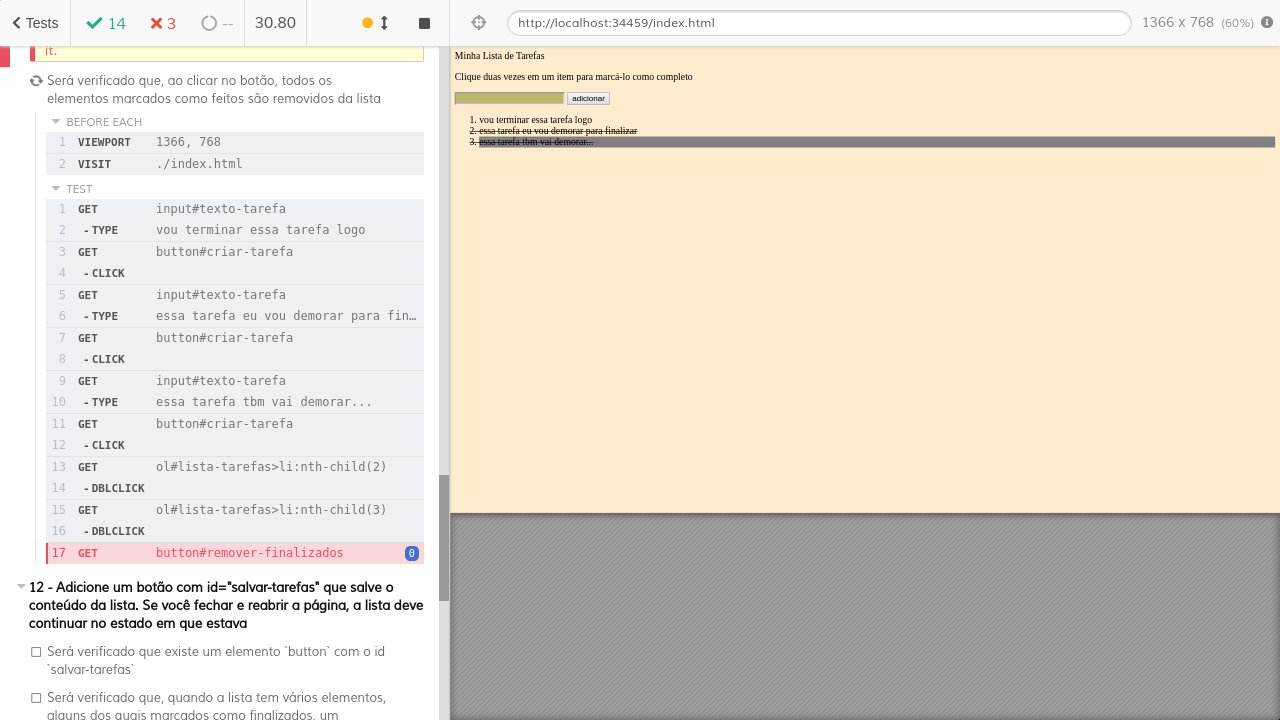 Tests
14
3
--
30.80
http://localhost:34459/index.html
1366 x 768 (60%)
it.
Será verificado que, ao clicar no botão, todos os
elementos marcados como feitos são removidos da lista
BEFORE EACH
1 VIEWPORT 1366, 768
2 VISIT ./index.html
TEST
1 GET input#texto-tarefa
2 -TYPE vou terminar essa tarefa logo
3 GET button#criar-tarefa
4 -CLICK
5 GET input#texto-tarefa
6 -TYPE essa tarefa eu vou demorar para fin…
7 GET button#criar-tarefa
8 -CLICK
9 GET input#texto-tarefa
10 -TYPE essa tarefa tbm vai demorar...
11 GET button#criar-tarefa
12 -CLICK
13 GET ol#lista-tarefas>li:nth-child(2)
14 -DBLCLICK
15 GET ol#lista-tarefas>li:nth-child(3)
16 -DBLCLICK
17 GET button#remover-finalizados 0
12 - Adicione um botão com id="salvar-tarefas" que salve o
conteúdo da lista. Se você fechar e reabrir a página, a lista deve
continuar no estado em que estava
Será verificado que existe um elemento `button` com o id
`salvar-tarefas`
Será verificado que, quando a lista tem vários elementos,
alguns dos quais marcados como finalizados, um
Minha Lista de Tarefas
Clique duas vezes em um item para marcá-lo como completo
adicionar
1. vou terminar essa tarefa logo
2. essa tarefa eu vou demorar para finalizar
3. essa tarefa tbm vai demorar...